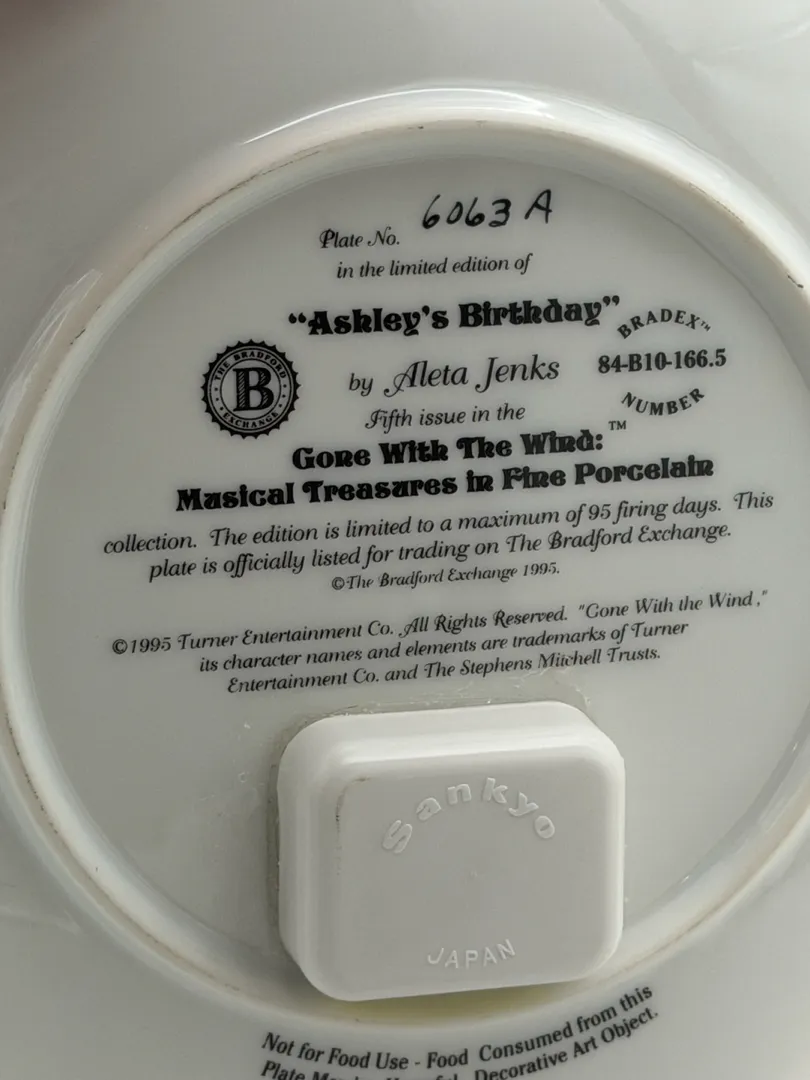 Plate No. 6063 A
in the limited edition of
"Ashley's Birthday"
BRADEX™
84-B10-166.5
NUMBER
THE BRADFORD
B
EXCHANGE
by Aleta Jenks
Fifth issue in the
Gone With The Wind:™
Musical Treasures in Fine Porcelain
collection. The edition is limited to a maximum of 95 firing days. This
plate is officially listed for trading on The Bradford Exchange.
©The Bradford Exchange 1995.
©1995 Turner Entertainment Co. All Rights Reserved. "Gone With the Wind,"
its character names and elements are trademarks of Turner
Entertainment Co. and The Stephens Mitchell Trusts.
Sankyo
JAPAN
Not for Food Use - Food Consumed from this
Plate Decorative Art Object.